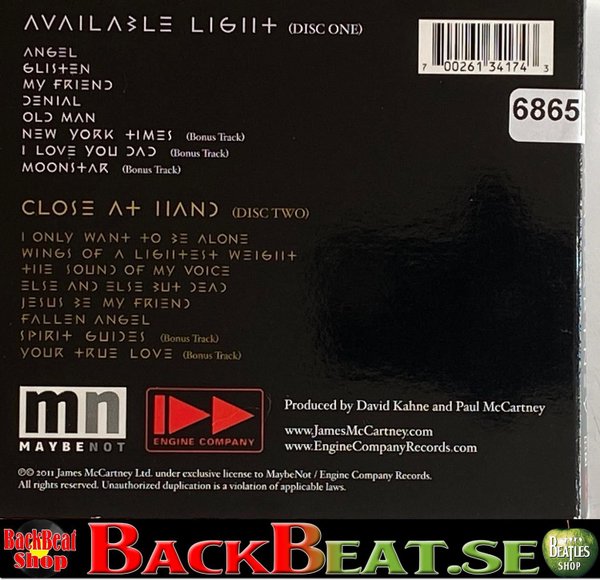 AVAILABLE LIGHT (DISC ONE)
ANGEL
GLISTEN
MY FRIEND
DENIAL
OLD MAN
NEW YORK TIMES (Bonus Track)
I LOVE YOU DAD (Bonus Track)
MOONSTAR (Bonus Track)
7 00261 34174 3
6865
CLOSE AT HAND (DISC TWO)
I ONLY WANT TO BE ALONE
WINGS OF A LIGHTEST WEIGHT
THE SOUND OF MY VOICE
ELSE AND ELSE BUT DEAD
JESUS BE MY FRIEND
FALLEN ANGEL
SPIRIT GUIDES (Bonus Track)
YOUR TRUE LOVE (Bonus Track)
mn
MAYBENOT
ENGINE COMPANY
Produced by David Kahne and Paul McCartney
www.JamesMcCartney.com
www.EngineCompanyRecords.com
℗© 2011 James McCartney Ltd. under exclusive license to MaybeNot / Engine Company Records.
All rights reserved. Unauthorized duplication is a violation of applicable laws.
BackBeat
Shop
BACKBEAT.SE
BEATLES
SHOP